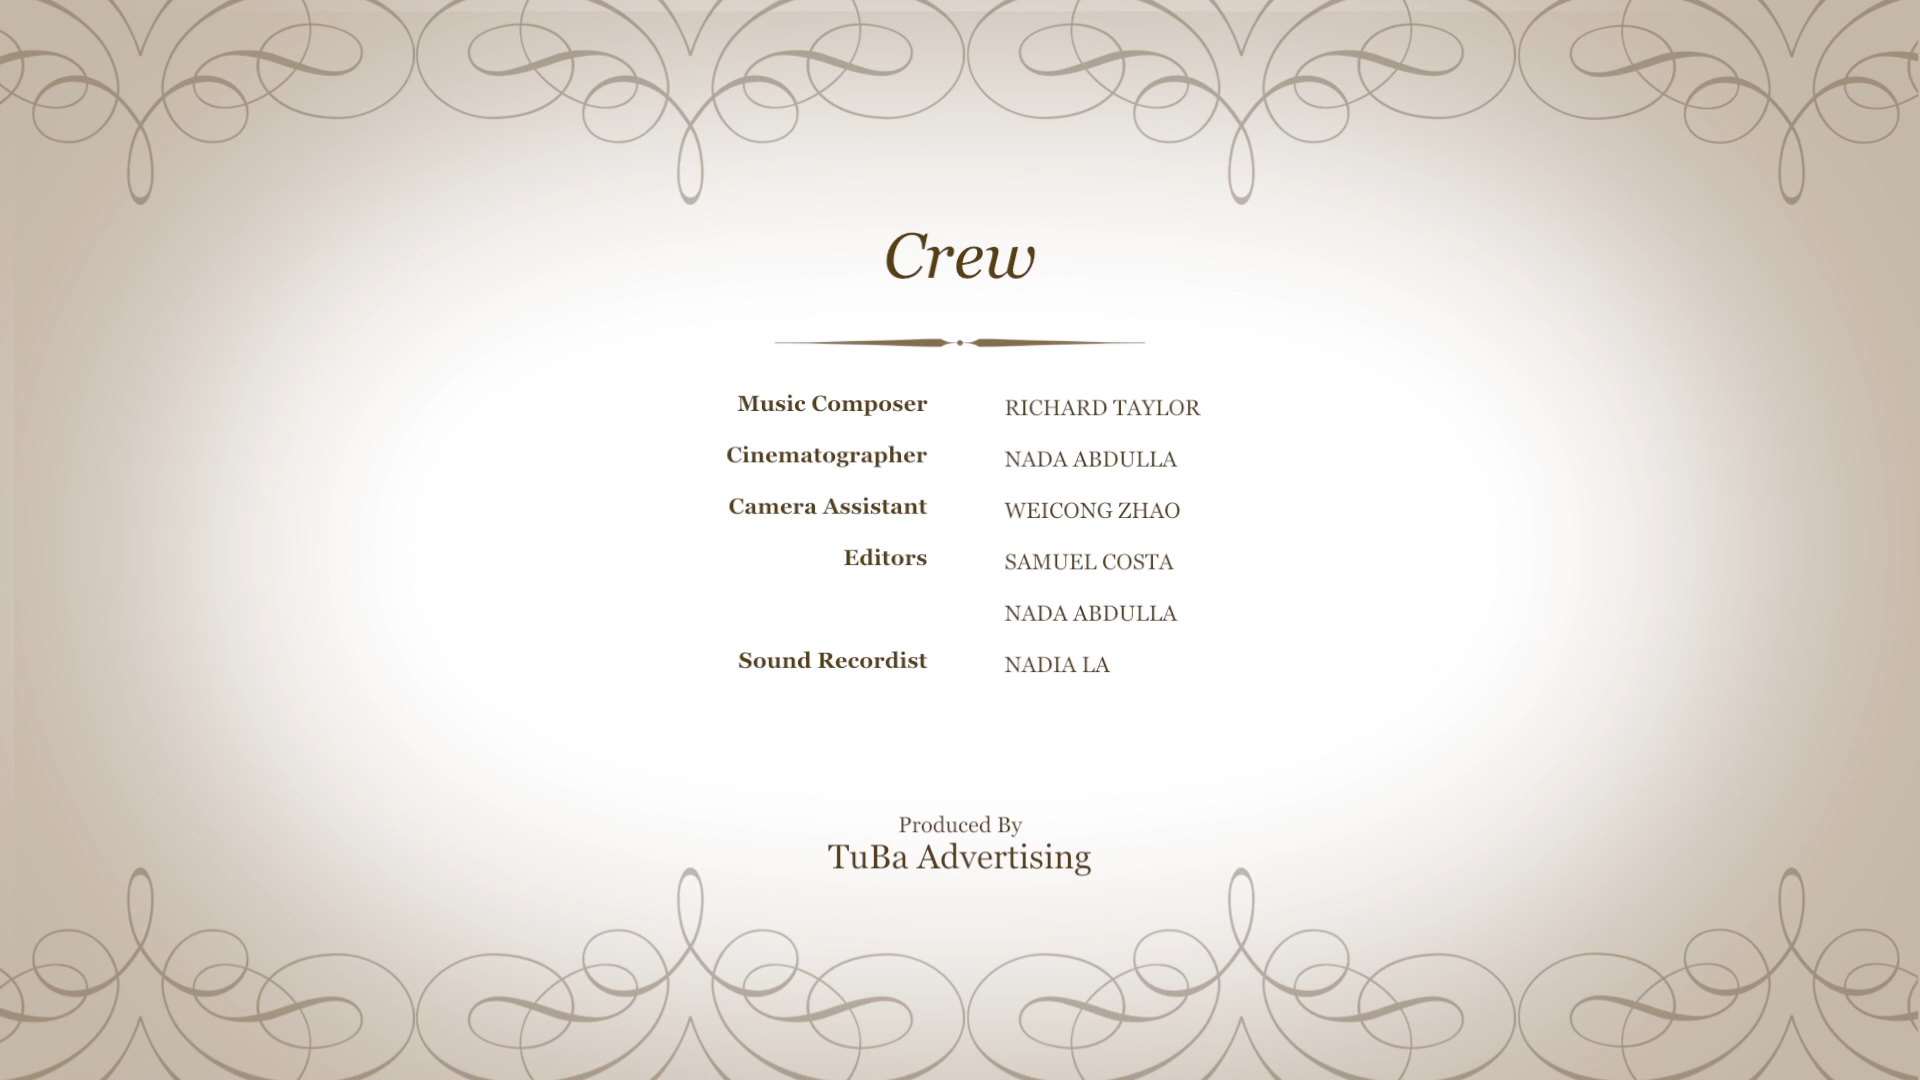 Crew
Music Composer RICHARD TAYLOR
Cinematographer NADA ABDULLA
Camera Assistant WEICONG ZHAO
Editors SAMUEL COSTA
NADA ABDULLA
Sound Recordist NADIA LA
Produced By
TuBa Advertising